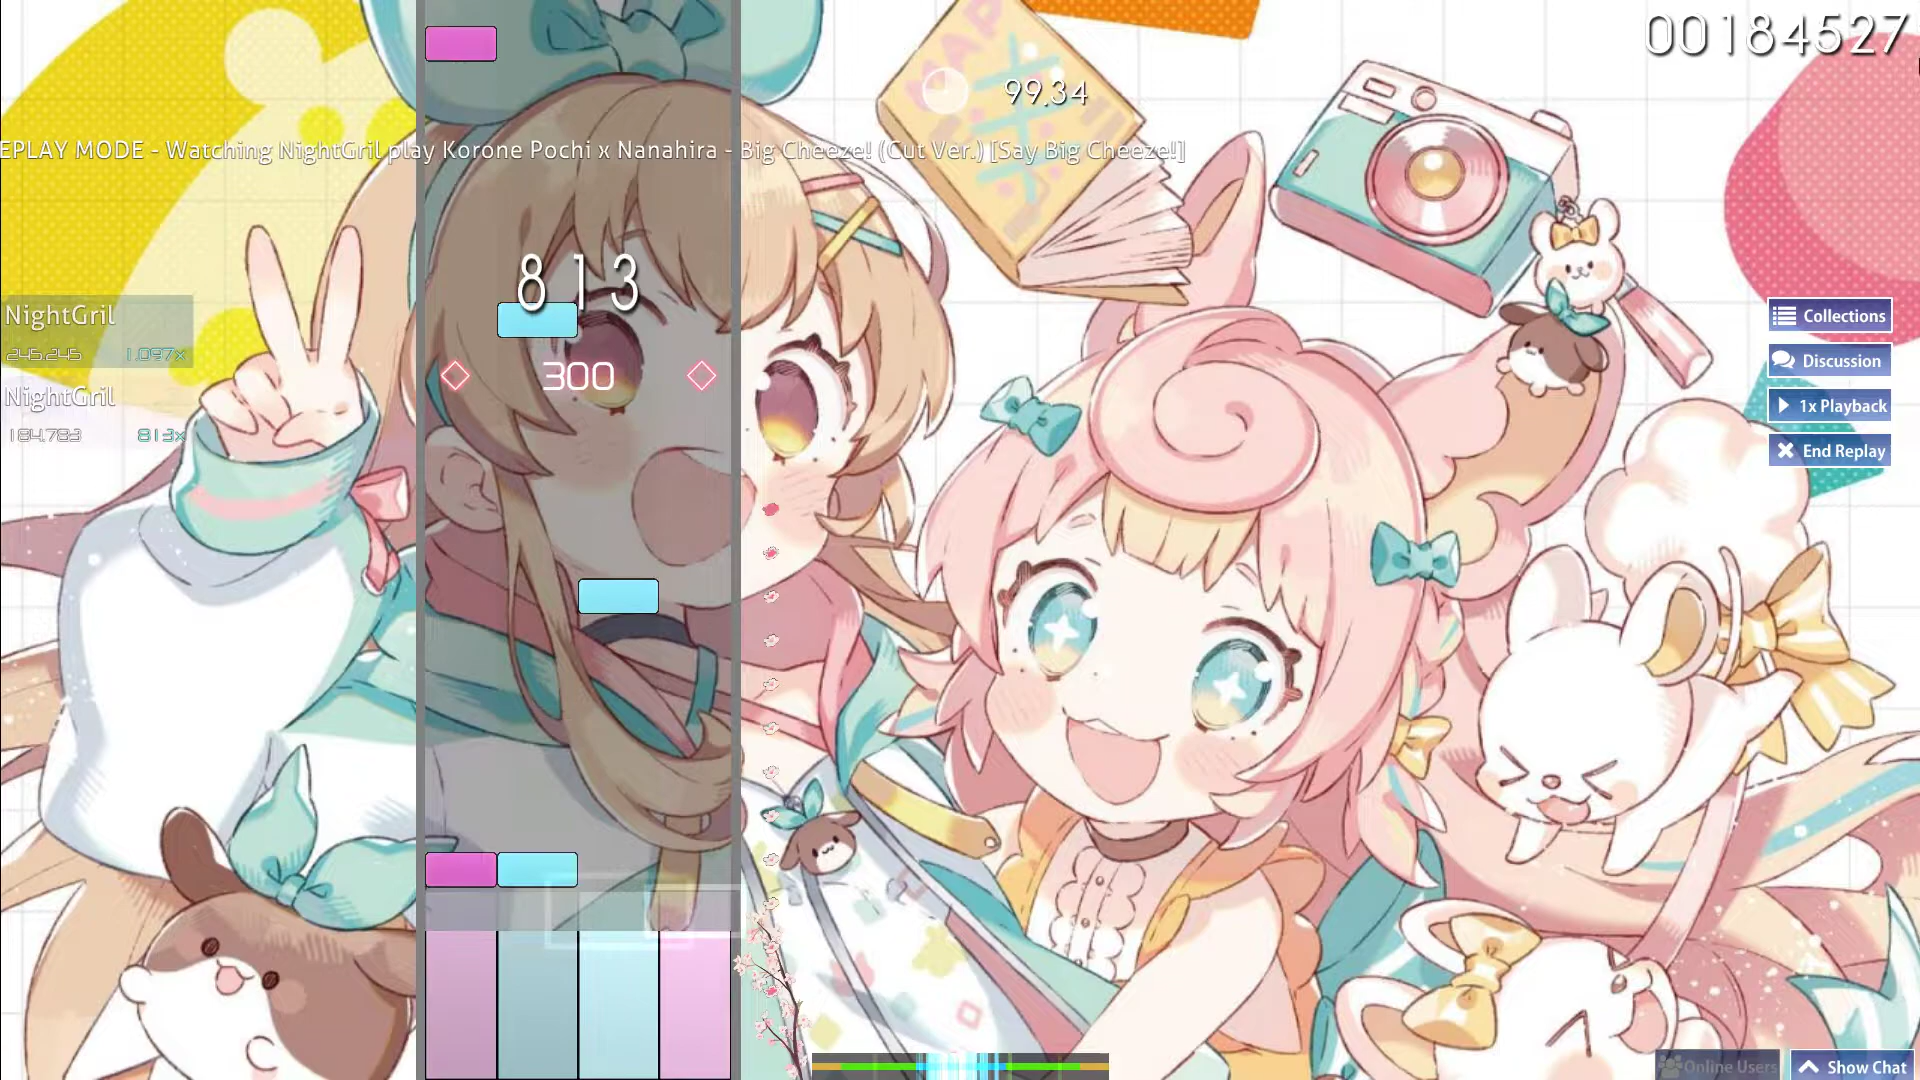 00184527
99.34
EPLAY MODE - Watching NightGril play Korone Pochi x Nanahira - Big Cheeze! (Cut Ver.) [Say Big Cheeze!]
813
300
NightGril
245,245 1,097x
NightGril
184,783 813x
Collections
Discussion
1x Playback
End Replay
Online Users
Show Chat